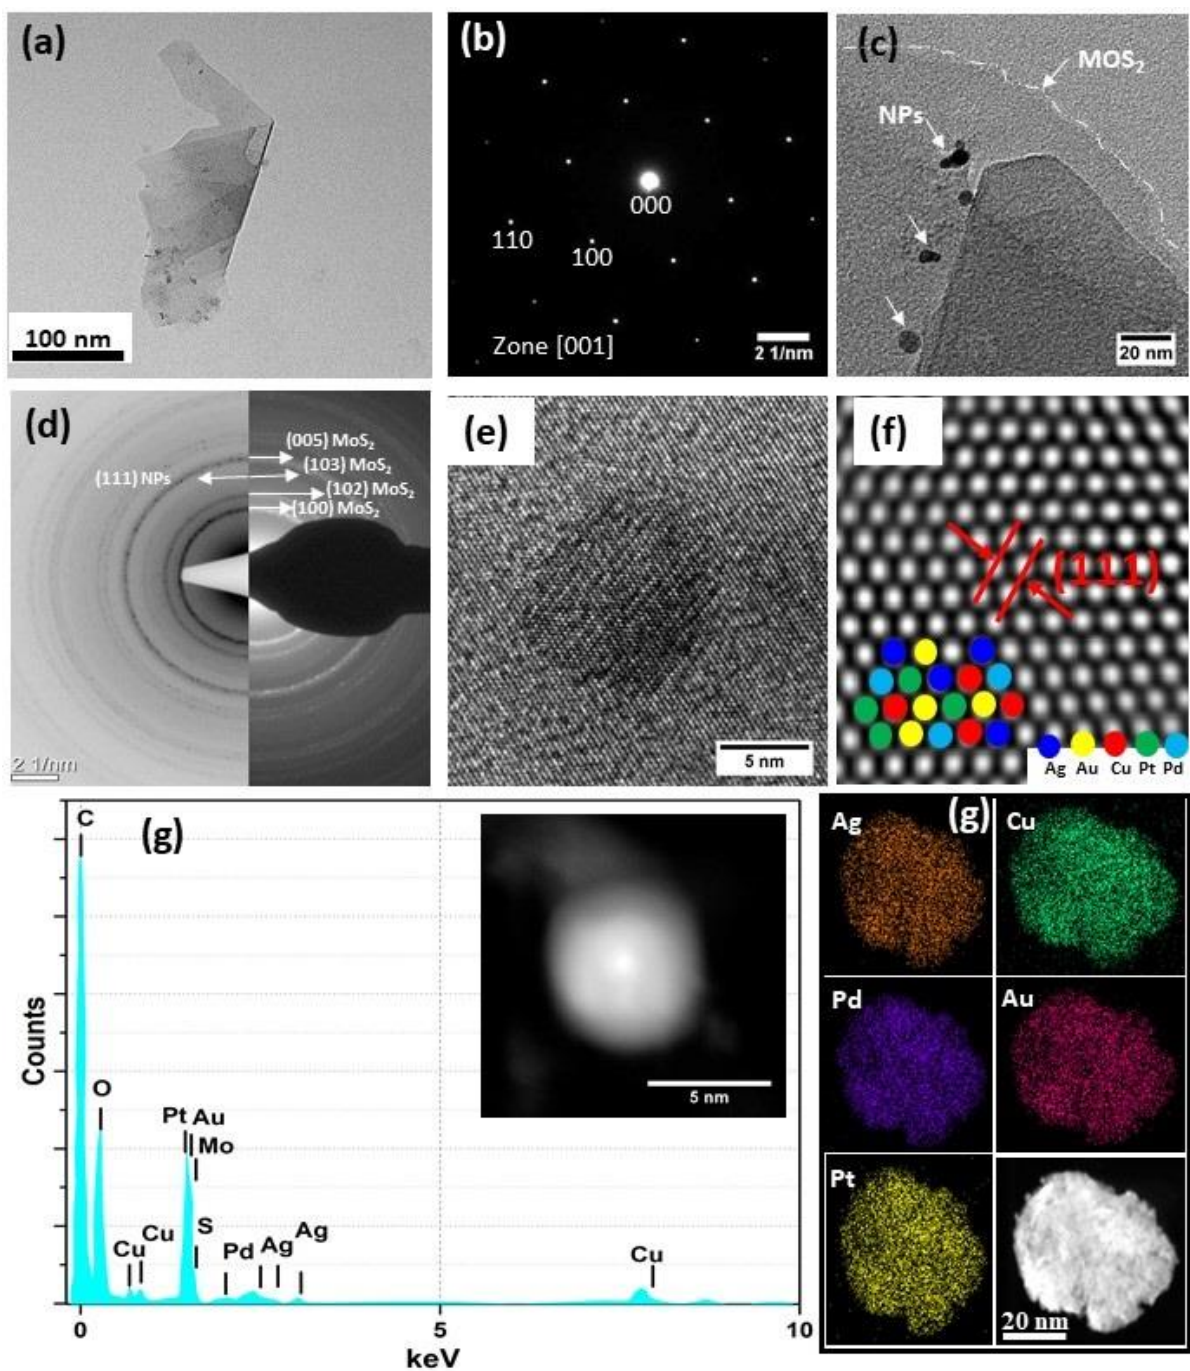 (a)
100 nm
(b)
000
110
100
Zone [001]
2 1/nm
(c)
MOS₂
NPs
20 nm
(d)
(005) MoS₂
(103) MoS₂
(111) NPs
(102) MoS₂
(100) MoS₂
2 1/nm
(e)
5 nm
(f)
(111)
Ag Au Cu Pt Pd
(g)
C
O
Pt Au
Mo
S
Cu Cu
Pd Ag Ag
Cu
5 nm
Counts
0 5 10
keV
(g)
Ag Cu
Pd Au
Pt
20 nm